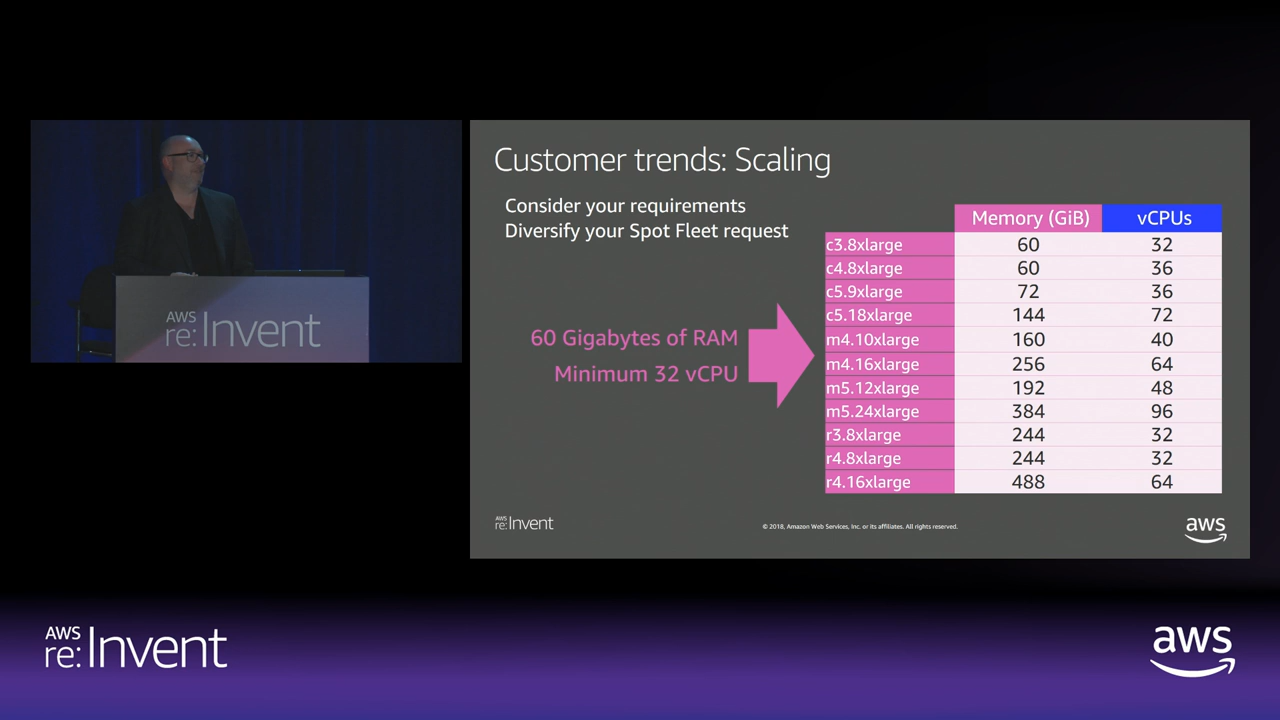 AWS
re:Invent
Customer trends: Scaling
Consider your requirements
Diversify your Spot Fleet request
60 Gigabytes of RAM
Minimum 32 vCPU
Memory (GiB) vCPUs
c3.8xlarge 60 32
c4.8xlarge 60 36
c5.9xlarge 72 36
c5.18xlarge 144 72
m4.10xlarge 160 40
m4.16xlarge 256 64
m5.12xlarge 192 48
m5.24xlarge 384 96
r3.8xlarge 244 32
r4.8xlarge 244 32
r4.16xlarge 488 64
AWS
re:Invent
© 2018, Amazon Web Services, Inc. or its affiliates. All rights reserved.
aws
AWS
re:Invent
aws